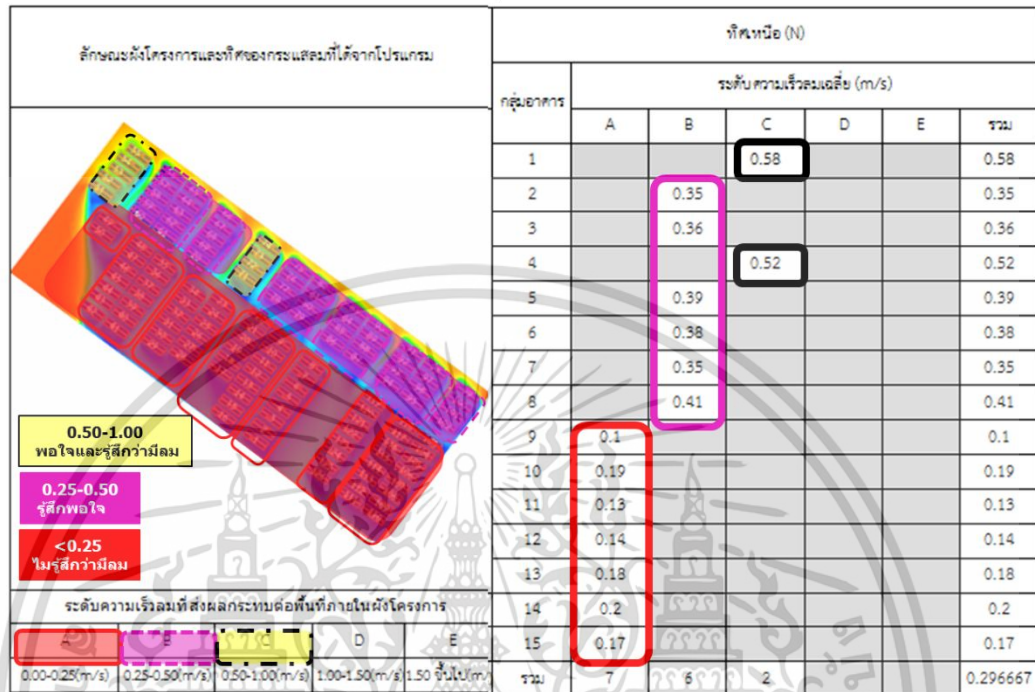 ลักษณะผังโครงการและทิศของกระแสลมที่ได้จากโปรแกรม
0.50-1.00
พอใจและรู้สึกว่ามีลม
0.25-0.50
รู้สึกพอใจ
<0.25
ไม่รู้สึกว่ามีลม
ระดับความเร็วลมที่ส่งผลกระทบต่อพื้นที่ภายในผังโครงการ
A B C D E
0.00-0.25(m/s) 0.25-0.50(m/s) 0.50-1.00(m/s) 1.00-1.50(m/s) 1.50 ขึ้นไป(m/
ทิศเหนือ (N)
กลุ่มอาคาร
ระดับความเร็วลมเฉลี่ย (m/s)
A B C D E รวม
1 0.58 0.58
2 0.35 0.35
3 0.36 0.36
4 0.52 0.52
5 0.39 0.39
6 0.38 0.38
7 0.35 0.35
8 0.41 0.41
9 0.1 0.1
10 0.19 0.19
11 0.13 0.13
12 0.14 0.14
13 0.18 0.18
14 0.2 0.2
15 0.17 0.17
รวม 7 6 2 0.296667